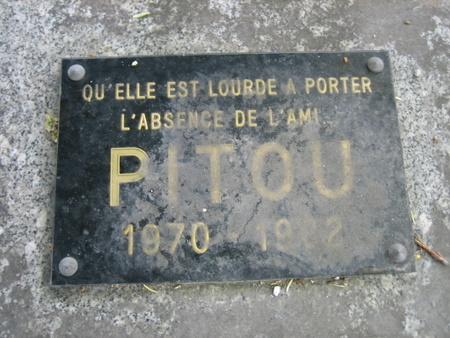 QU'ELLE EST LOURDE A PORTER
L'ABSENCE DE L'AMI...
PITOU
1970 -